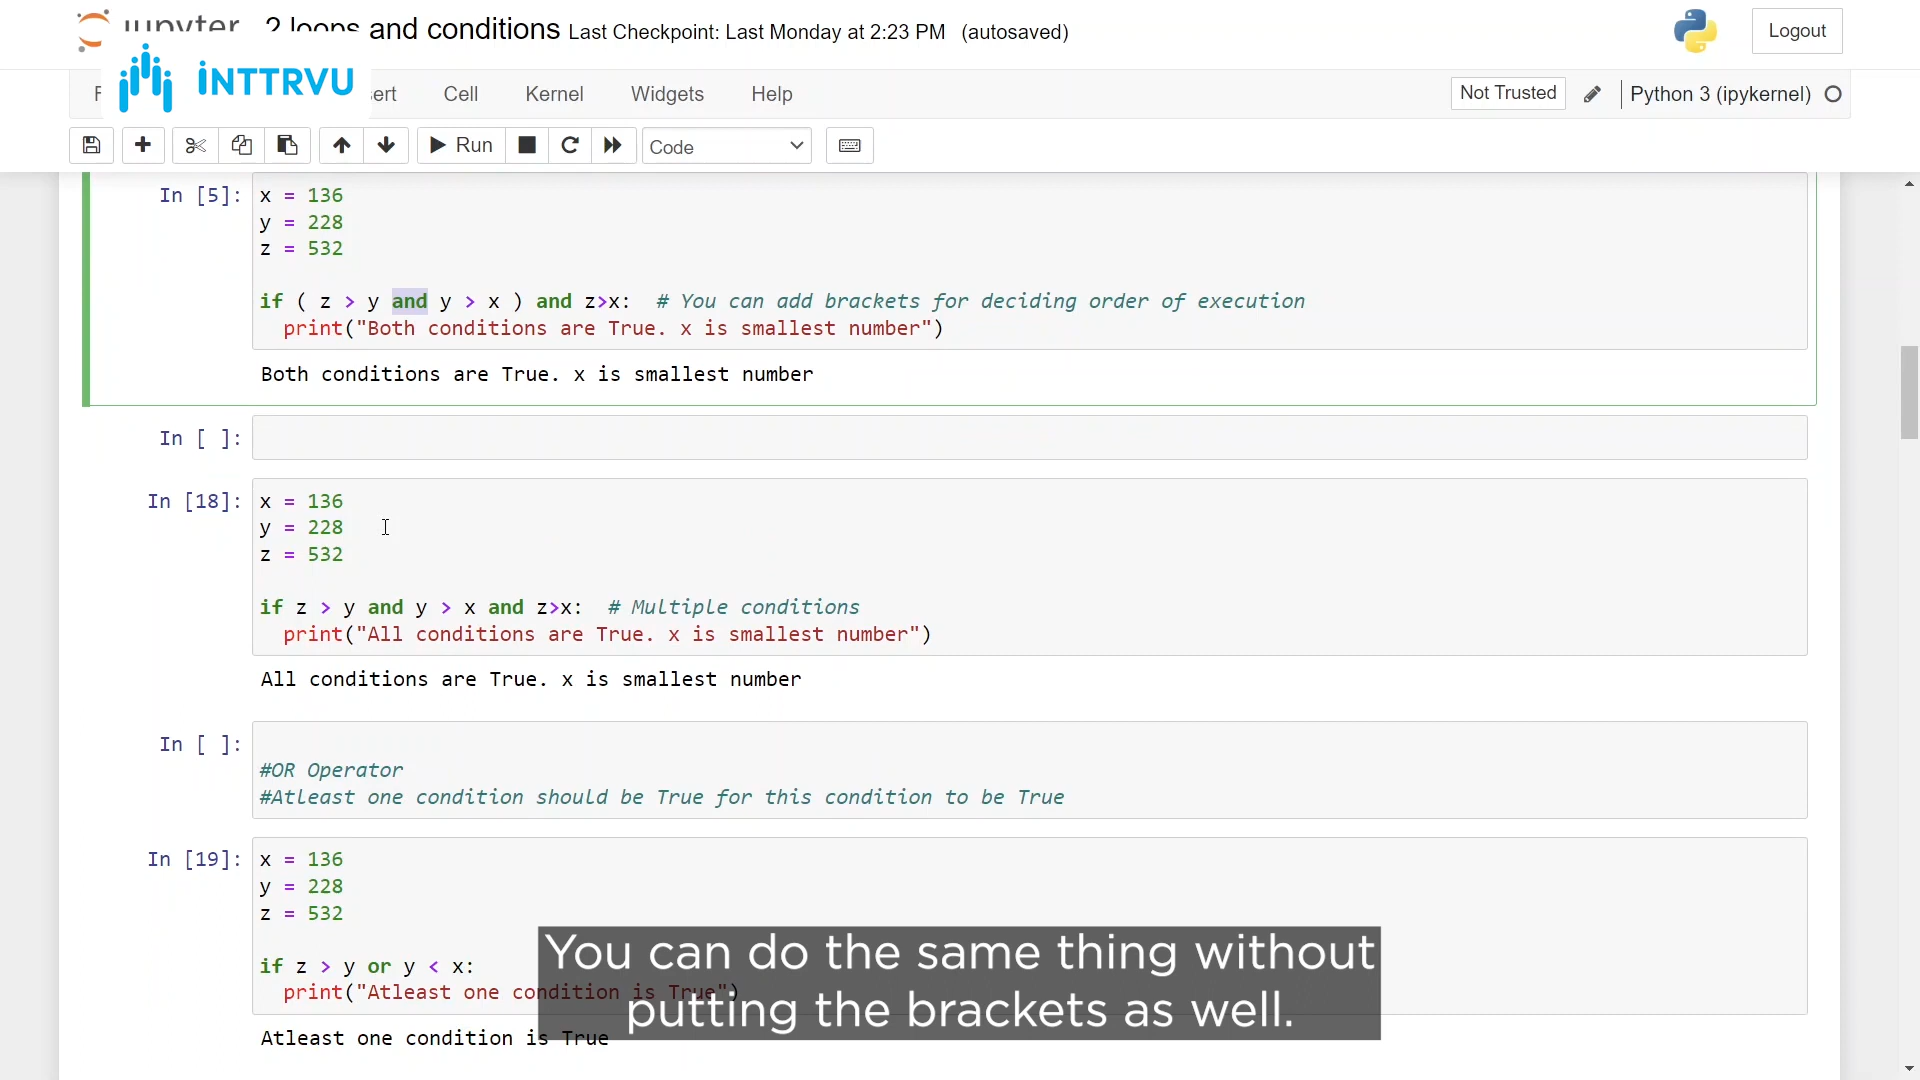 2 loops and conditions Last Checkpoint: Last Monday at 2:23 PM (autosaved)
Logout
INTTRVU
Cell Kernel Widgets Help
Not Trusted
Python 3 (ipykernel)
Run
Code
In [5]: x = 136
y = 228
z = 532
if ( z > y and y > x ) and z>x:  # You can add brackets for deciding order of execution
print("Both conditions are True. x is smallest number")
Both conditions are True. x is smallest number
In [ ]:
In [18]: x = 136
y = 228
z = 532
if z > y and y > x and z>x:  # Multiple conditions
print("All conditions are True. x is smallest number")
All conditions are True. x is smallest number
In [ ]:
#OR Operator
#Atleast one condition should be True for this condition to be True
In [19]: x = 136
y = 228
z = 532
if z > y or y < x:
print("Atleast one condition is True")
Atleast one condition is True
You can do the same thing without
putting the brackets as well.